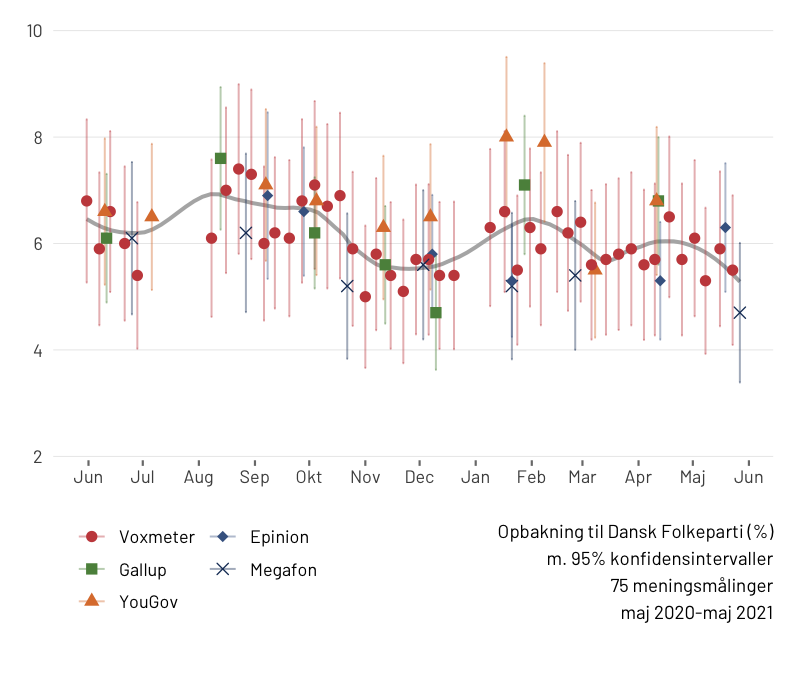 10
8
6
4
2
Jun Jul Aug Sep Okt Nov Dec Jan Feb Mar Apr Maj Jun
Voxmeter Epinion
Gallup Megafon
YouGov
Opbakning til Dansk Folkeparti (%)
m. 95% konfidensintervaller
75 meningsmålinger
maj 2020-maj 2021